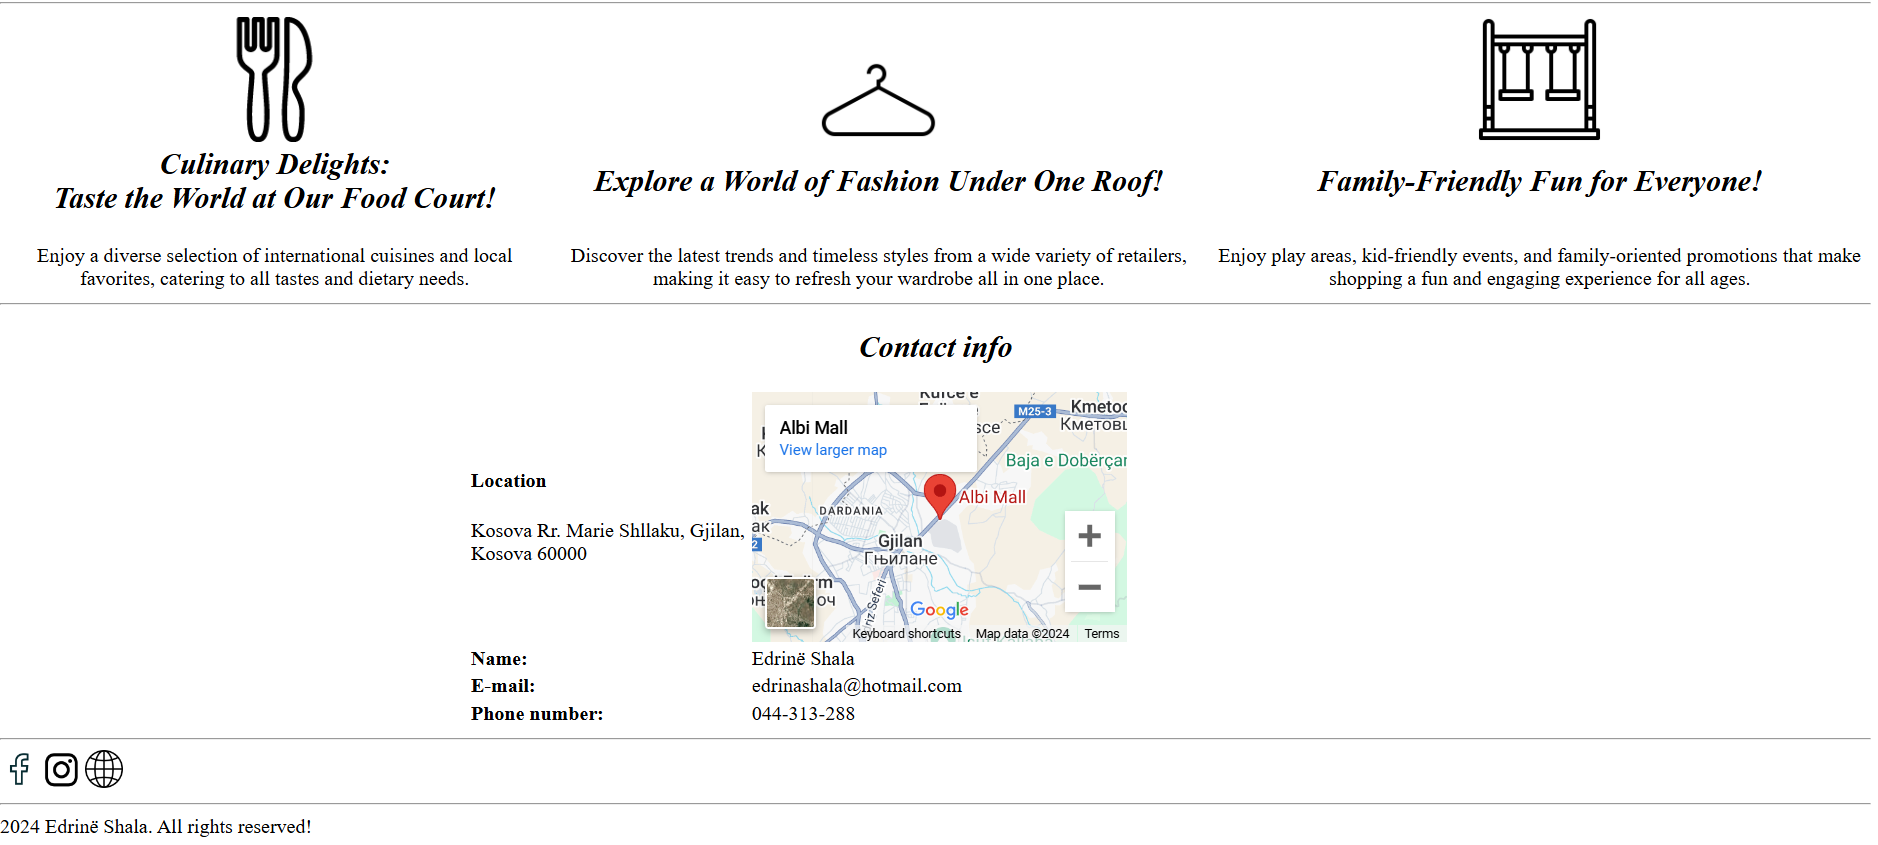 Culinary Delights:
Taste the World at Our Food Court!
Enjoy a diverse selection of international cuisines and local
favorites, catering to all tastes and dietary needs.
Explore a World of Fashion Under One Roof!
Discover the latest trends and timeless styles from a wide variety of retailers,
making it easy to refresh your wardrobe all in one place.
Family-Friendly Fun for Everyone!
Enjoy play areas, kid-friendly events, and family-oriented promotions that make
shopping a fun and engaging experience for all ages.
Contact info
Location
Kosova Rr. Marie Shllaku, Gjilan,
Kosova 60000
Albi Mall
View larger map
M25-3
Baja e Dobërçan
Albi Mall
DARDANIA
Gjilan
Гњилане
Google
Keyboard shortcuts
Map data ©2024
Terms
Name:
Edrinë Shala
E-mail:
edrinashala@hotmail.com
Phone number:
044-313-288
2024 Edrinë Shala. All rights reserved!